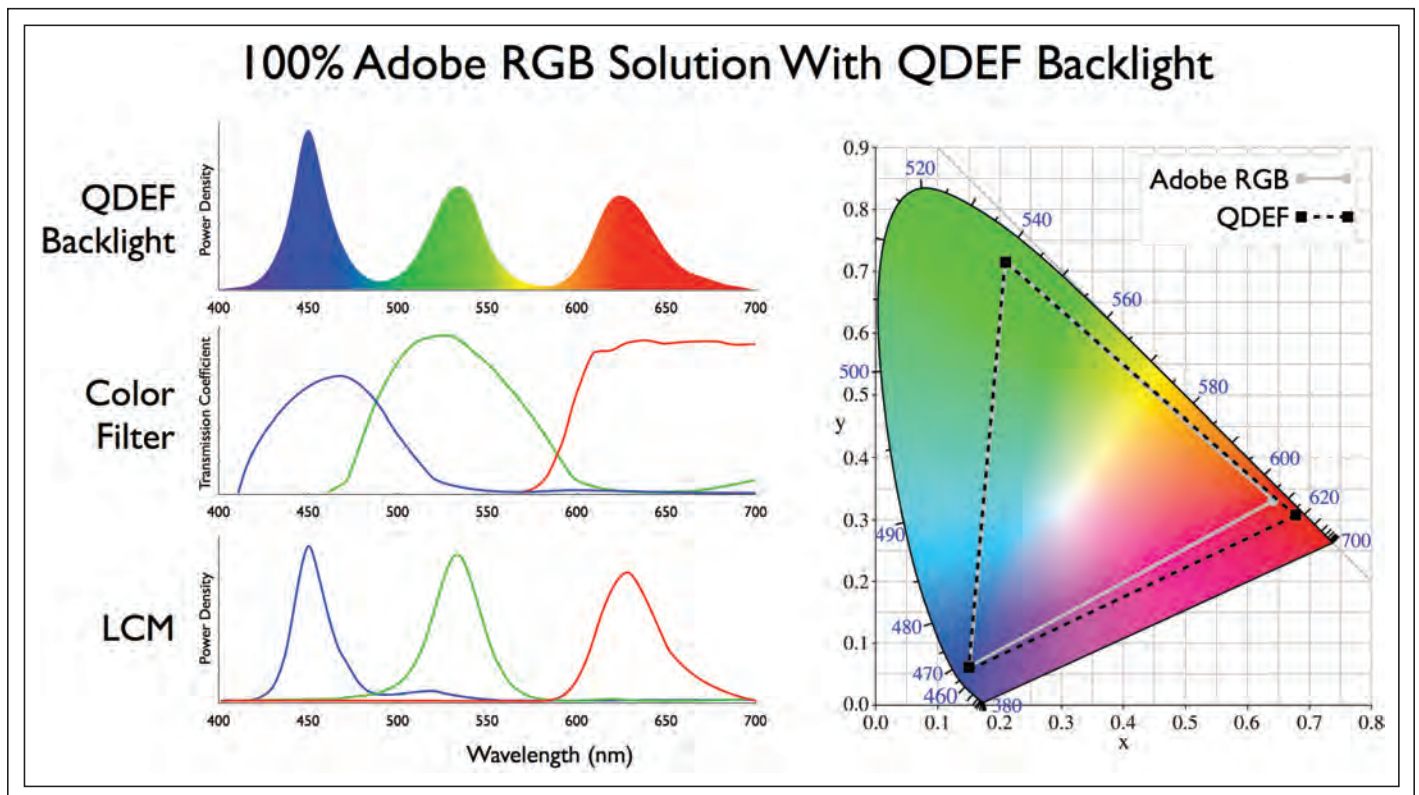 100% Adobe RGB Solution With QDEF Backlight
QDEF
Backlight
Power Density
400 450 500 550 600 650 700
Color
Filter
Transmission Coefficient
400 450 500 550 600 650 700
LCM
Power Density
400 450 500 550 600 650 700
Wavelength (nm)
Adobe RGB
QDEF
0.9
0.8
0.7
0.6
0.5
0.4
0.3
0.2
0.1
0.0
y
0.0 0.1 0.2 0.3 0.4 0.5 0.6 0.7 0.8
x
520
540
560
580
600
620
700
500
490
480
470
460
380